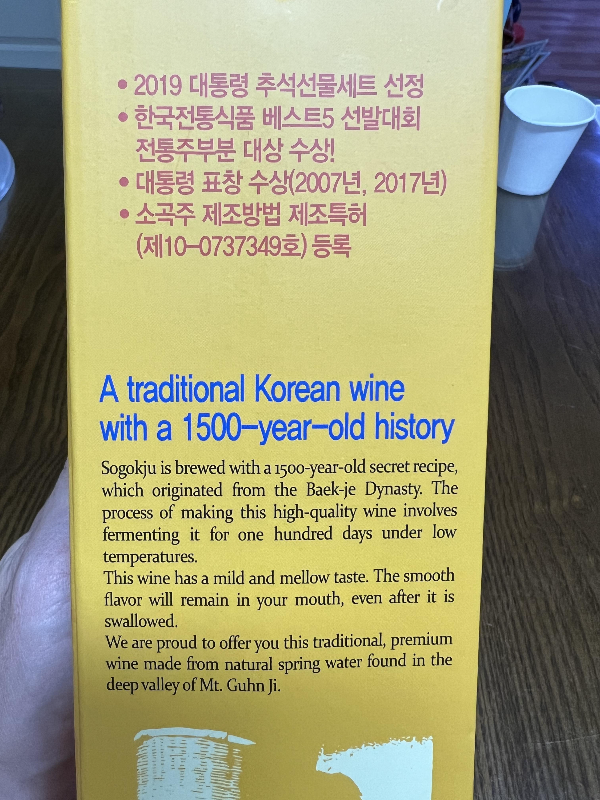 • 2019 대통령 추석선물세트 선정
• 한국전통식품 베스트5 선발대회
전통주부분 대상 수상!
• 대통령 표창 수상(2007년, 2017년)
• 소곡주 제조방법 제조특허
(제10-0737349호) 등록
A traditional Korean wine
with a 1500-year-old history
Sogokju is brewed with a 1500-year-old secret recipe,
which originated from the Baek-je Dynasty. The
process of making this high-quality wine involves
fermenting it for one hundred days under low
temperatures.
This wine has a mild and mellow taste. The smooth
flavor will remain in your mouth, even after it is
swallowed.
We are proud to offer you this traditional, premium
wine made from natural spring water found in the
deep valley of Mt. Guhn Ji.